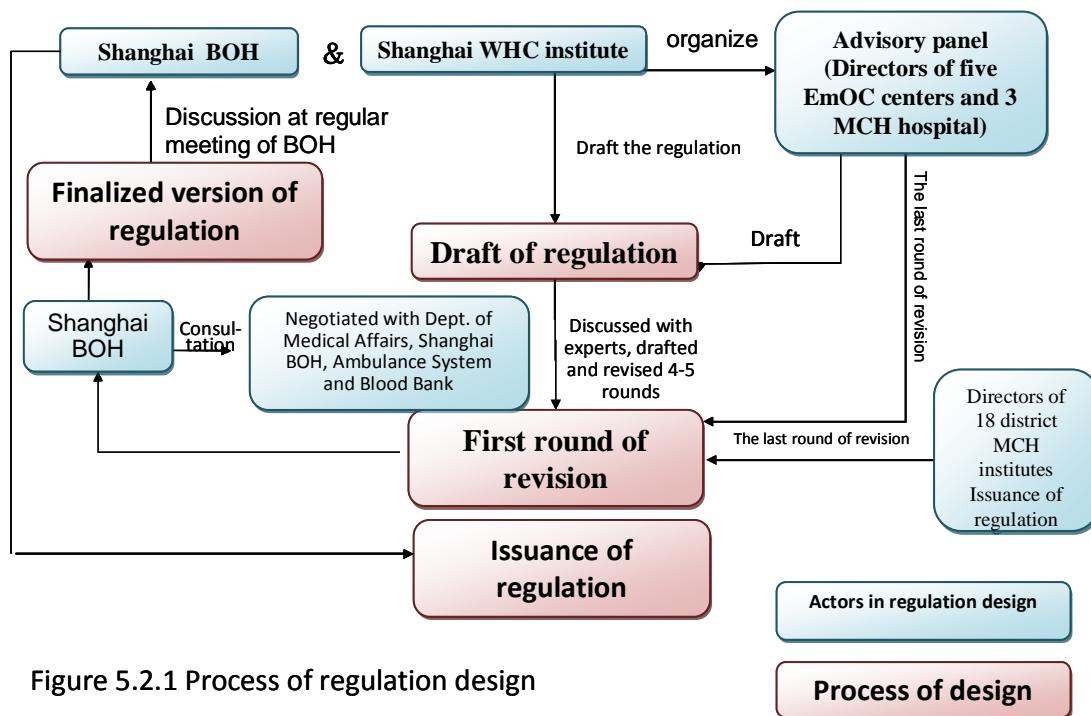 Shanghai BOH
&
Shanghai WHC institute
organize
Advisory panel
(Directors of five
EmOC centers and 3
MCH hospital)
Discussion at regular
meeting of BOH
Draft the regulation
The last round of revision
Finalized version of
regulation
Draft of regulation
Draft
Shanghai
BOH
Consul-
tation
Negotiated with Dept. of
Medical Affairs, Shanghai
BOH, Ambulance System
and Blood Bank
Discussed with
experts, drafted
and revised 4-5
rounds
First round of
revision
The last round of revision
Directors of
18 district
MCH
institutes
Issuance of
regulation
Issuance of
regulation
Actors in regulation design
Process of design
Figure 5.2.1 Process of regulation design